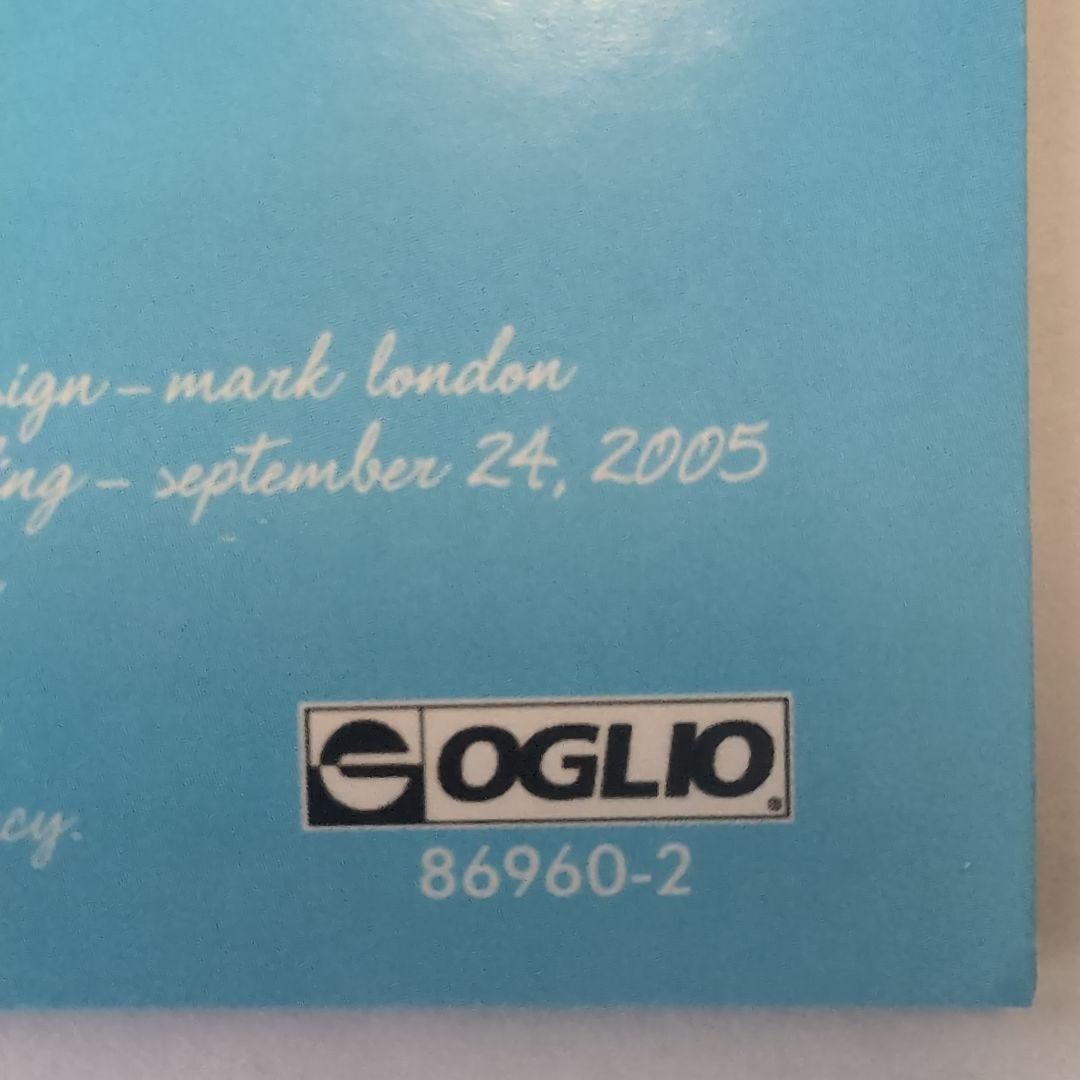 sign – mark london
ing – september 24, 2005
cy.
OGLIO®
86960-2